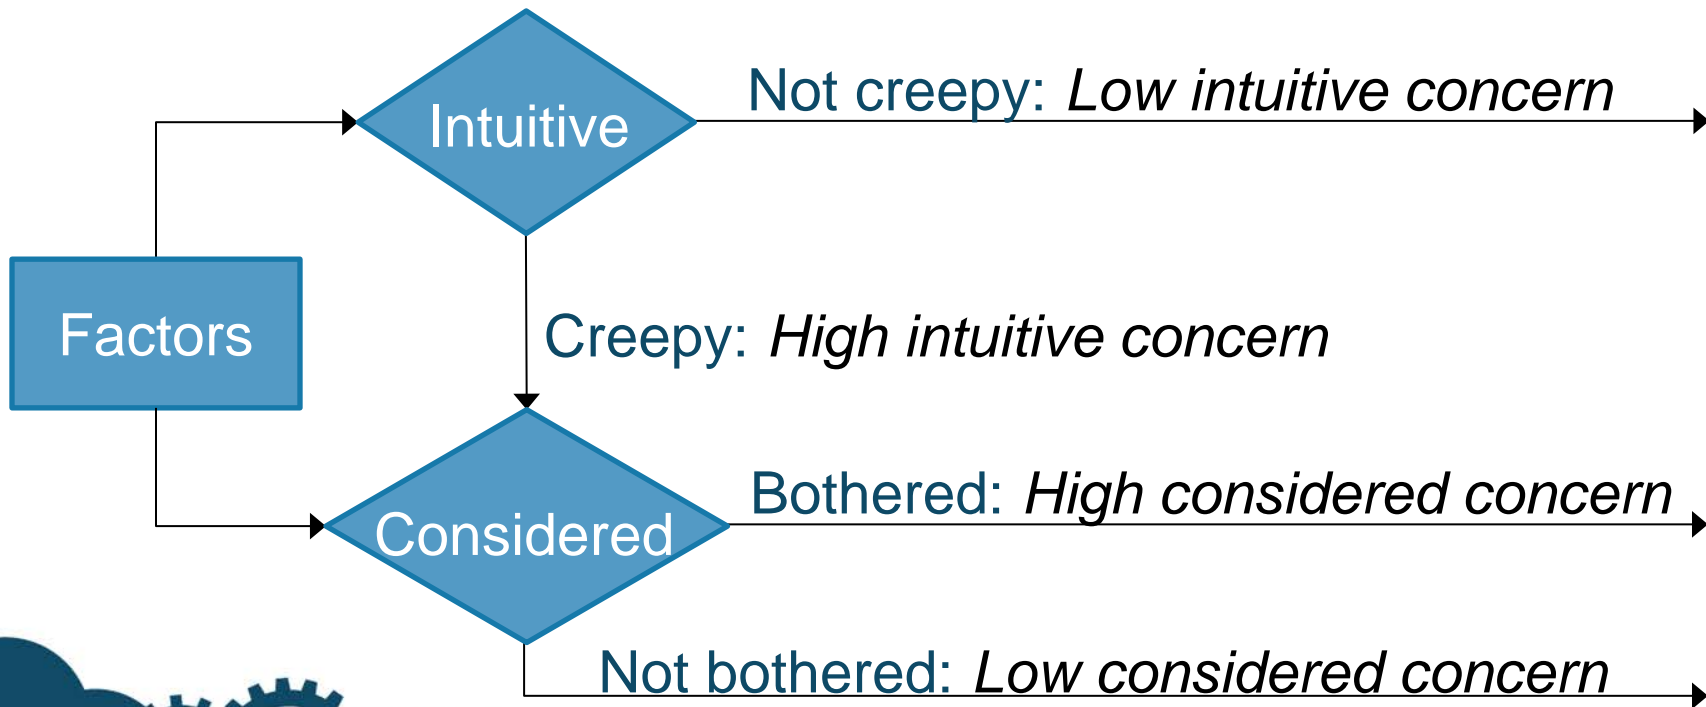 Intuitive
Not creepy: Low intuitive concern
Factors
Creepy: High intuitive concern
Considered
Bothered: High considered concern
Not bothered: Low considered concern